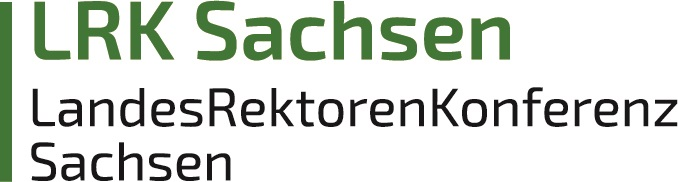 LRK Sachsen
LandesRektorenKonferenz
Sachsen